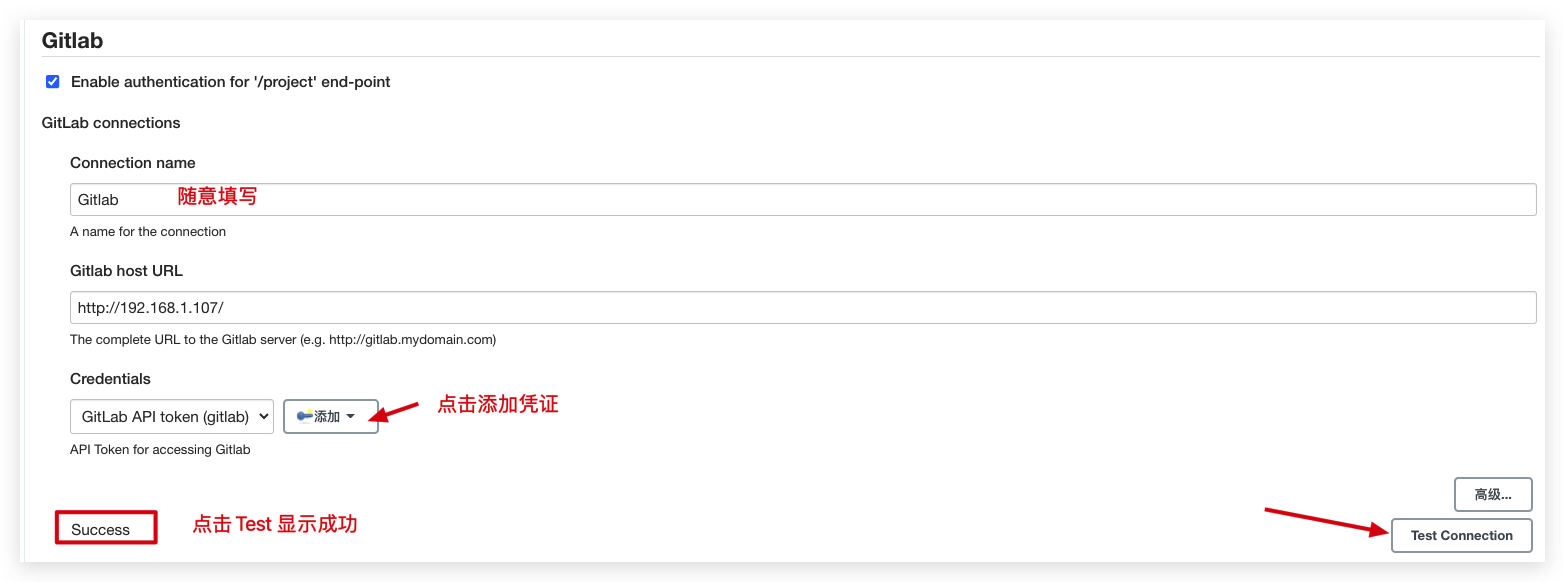 Gitlab
Enable authentication for '/project' end-point
GitLab connections
Connection name
Gitlab 随意填写
A name for the connection
Gitlab host URL
http://192.168.1.107/
The complete URL to the Gitlab server (e.g. http://gitlab.mydomain.com)
Credentials
GitLab API token (gitlab) 添加 点击添加凭证
API Token for accessing Gitlab
高级...
Success 点击 Test 显示成功
Test Connection